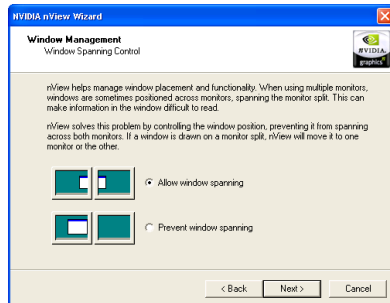 NVIDIA nView Wizard
Window Management
Window Spanning Control
NVIDIA.
graphics
nView helps manage window placement and functionality. When using multiple monitors,
windows are sometimes positioned across monitors, spanning the monitor split. This can
make information in the window difficult to read.
nView solves this problem by controlling the window position, preventing it from spanning
across both monitors. If a window is drawn on a monitor split, nView will move it to one
monitor or the other.
Allow window spanning
Prevent window spanning
< Back
Next >
Cancel